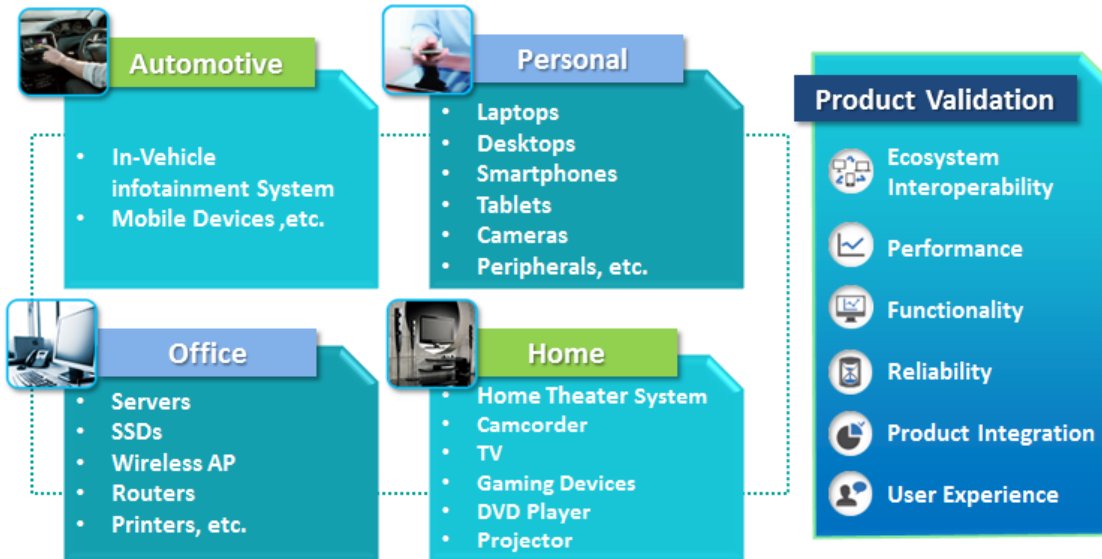 Automotive
• In-Vehicle
infotainment System
• Mobile Devices ,etc.
Personal
• Laptops
• Desktops
• Smartphones
• Tablets
• Cameras
• Peripherals, etc.
Office
• Servers
• SSDs
• Wireless AP
• Routers
• Printers, etc.
Home
• Home Theater System
• Camcorder
• TV
• Gaming Devices
• DVD Player
• Projector
Product Validation
Ecosystem
Interoperability
Performance
Functionality
Reliability
Product Integration
User Experience